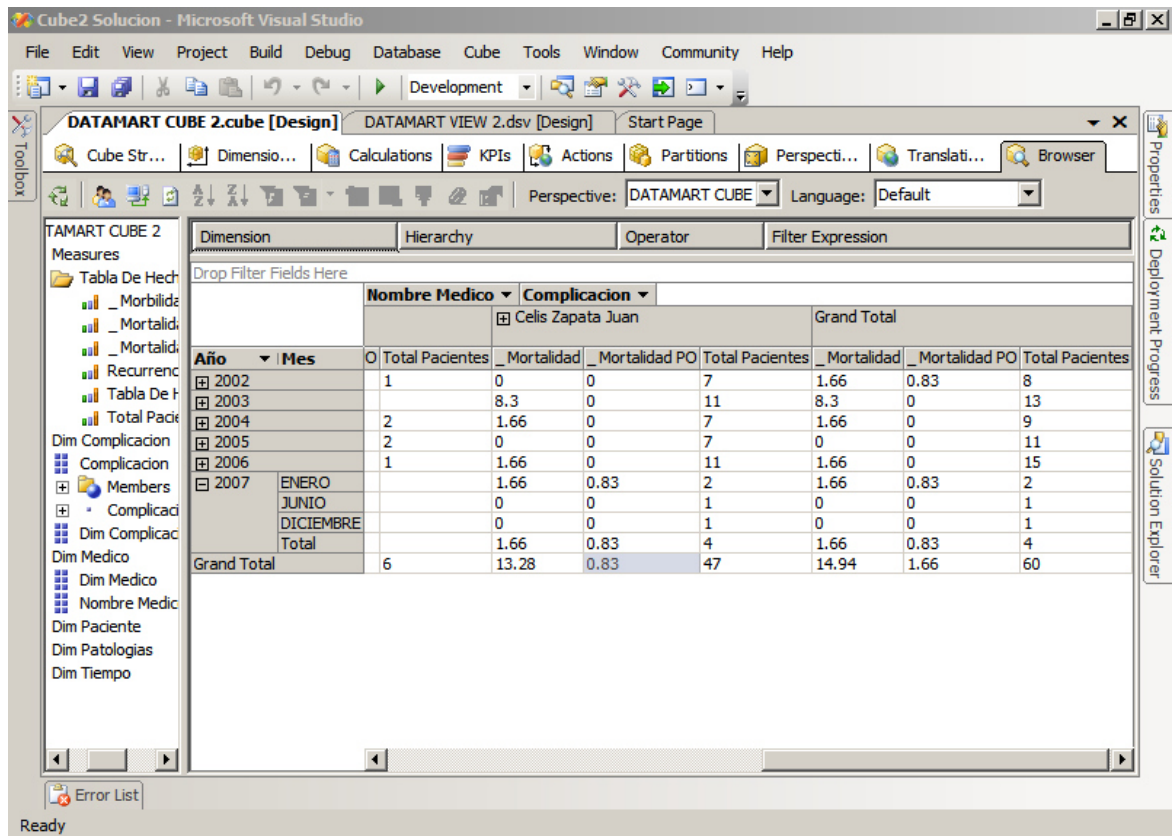 Cube2 Solucion - Microsoft Visual Studio
File Edit View Project Build Debug Database Cube Tools Window Community Help
Development
DATAMART CUBE 2.cube [Design] DATAMART VIEW 2.dsv [Design] Start Page
Cube Str... Dimensio... Calculations KPIs Actions Partitions Perspecti... Translati... Browser
Perspective: DATAMART CUBE Language: Default
Toolbox
Properties
Deployment Progress
Solution Explorer
TAMART CUBE 2
Measures
Tabla De Hech
_Morbilida
_Mortalida
_Mortalida
Recurrenc
Tabla De H
Total Pacie
Dim Complicacion
Complicacion
Members
Complicaci
Dim Complicac
Dim Medico
Dim Medico
Nombre Medic
Dim Paciente
Dim Patologias
Dim Tiempo
Dimension Hierarchy Operator Filter Expression
Drop Filter Fields Here
Nombre Medico Complicacion
Celis Zapata Juan Grand Total
Año Mes O Total Pacientes _Mortalidad _Mortalidad PO Total Pacientes _Mortalidad _Mortalidad PO Total Pacientes
2002 1 0 0 7 1.66 0.83 8
2003 8.3 0 11 8.3 0 13
2004 2 1.66 0 7 1.66 0 9
2005 2 0 0 7 0 0 11
2006 1 1.66 0 11 1.66 0 15
2007 ENERO 1.66 0.83 2 1.66 0.83 2
JUNIO 0 0 1 0 0 1
DICIEMBRE 0 0 1 0 0 1
Total 1.66 0.83 4 1.66 0.83 4
Grand Total 6 13.28 0.83 47 14.94 1.66 60
Error List
Ready